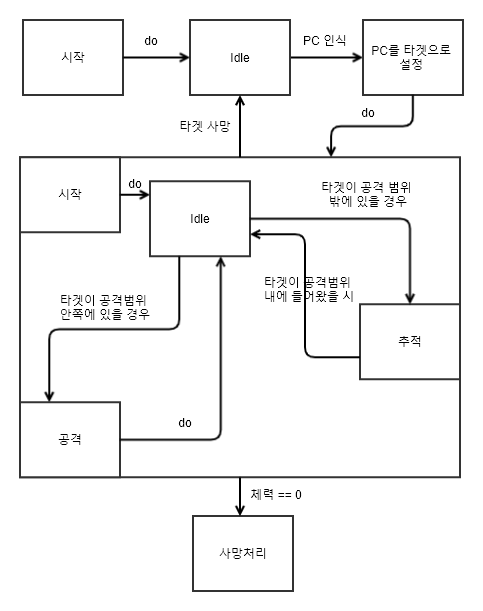 시작
do
Idle
PC 인식
PC를 타겟으로
설정
do
타겟 사망
시작
do
Idle
타겟이 공격 범위
밖에 있을 경우
타겟이 공격범위
내에 들어왔을 시
타겟이 공격범위
안쪽에 있을 경우
추적
공격
do
체력 == 0
사망처리